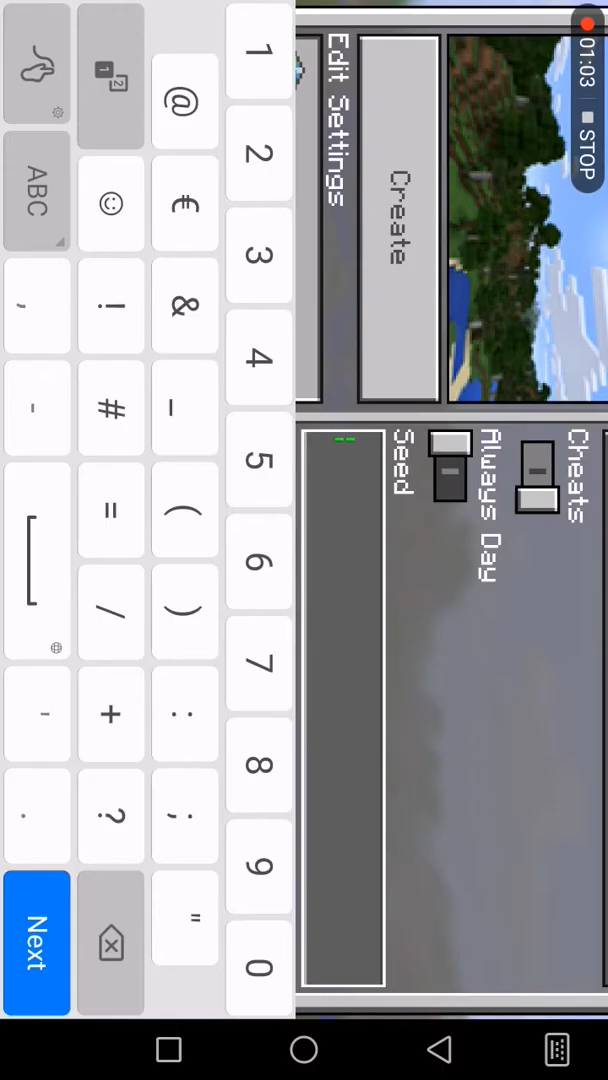 01:03 STOP
Cheats
Always Day
Seed
Create
Edit Settings
1 2 3 4 5 6 7 8 9 0
@ € & _ ( ) : ; "
! # = / + ?
ABC , - ' . Next